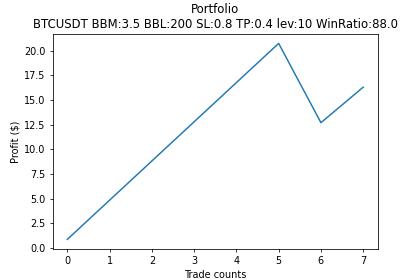 Portfolio
BTCUSDT BBM:3.5 BBL:200 SL:0.8 TP:0.4 lev:10 WinRatio:88.0
Profit ($)
20.0
17.5
15.0
12.5
10.0
7.5
5.0
2.5
0.0
0 1 2 3 4 5 6 7
Trade counts